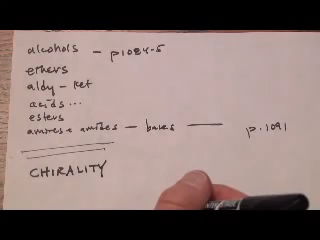 alcohols — p1084-5
ethers
aldy - ket
acids...
esters
amines + amides — bases —— p.1091
CHIRALITY